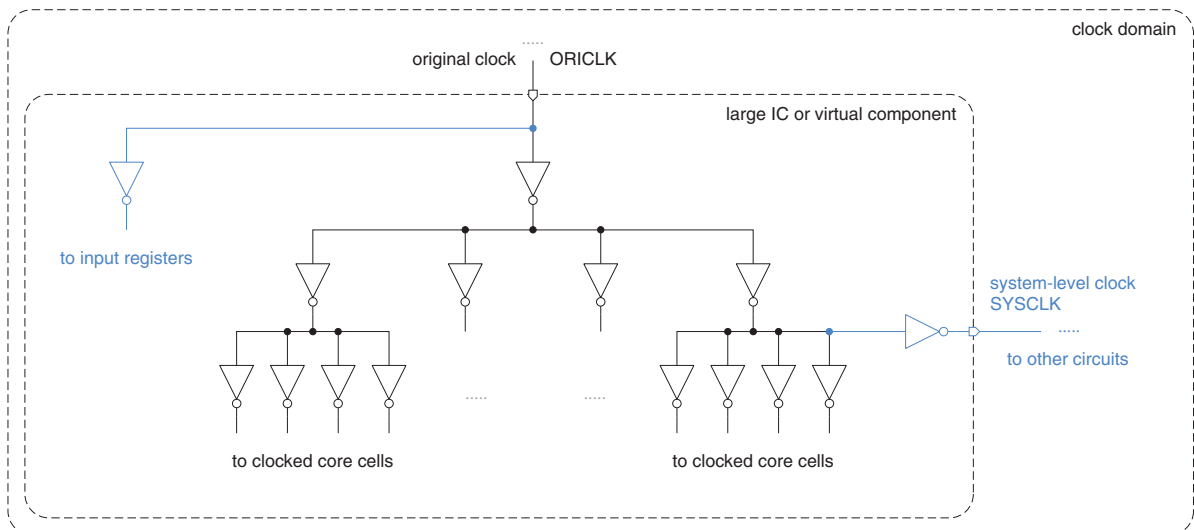 clock domain
original clock ORICLK
large IC or virtual component
to input registers
system-level clock
SYSCLK
to other circuits
to clocked core cells
to clocked core cells